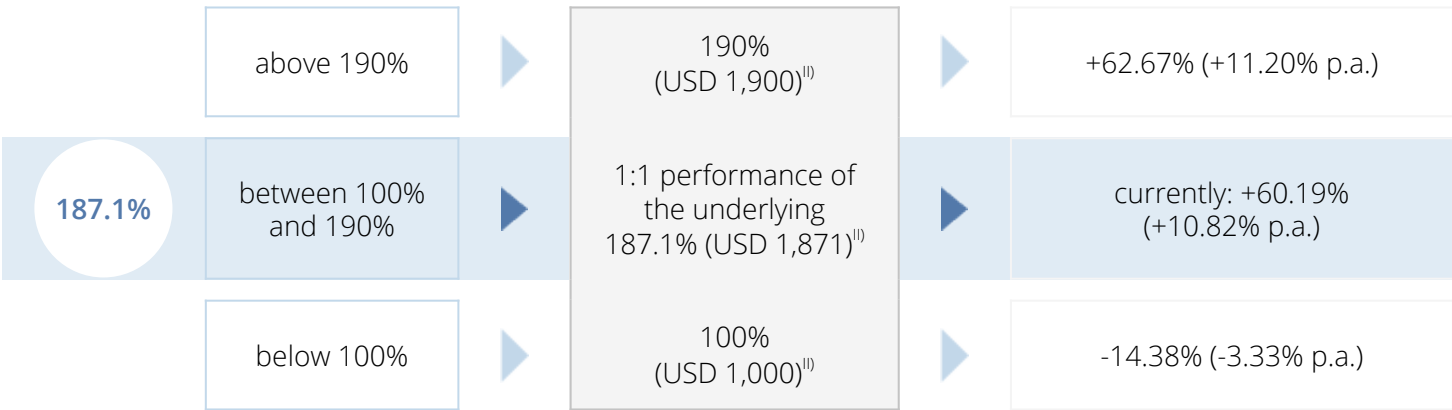 above 190%
190%
(USD 1,900)ᴵᴵ⁾
+62.67% (+11.20% p.a.)
187.1%
between 100%
and 190%
1:1 performance of
the underlying
187.1% (USD 1,871)ᴵᴵ⁾
currently: +60.19%
(+10.82% p.a.)
below 100%
100%
(USD 1,000)ᴵᴵ⁾
-14.38% (-3.33% p.a.)